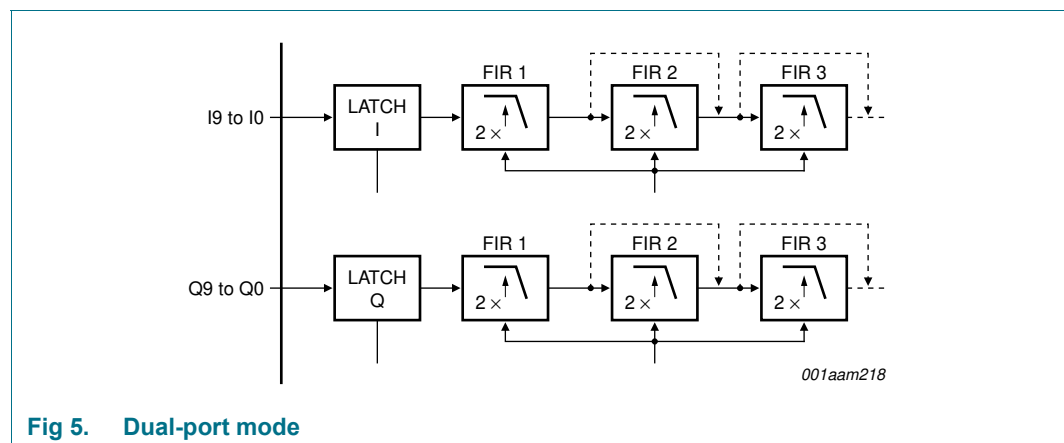 FIR 1 FIR 2 FIR 3
I9 to I0
LATCH
I
2 × 2 × 2 ×
FIR 1 FIR 2 FIR 3
Q9 to Q0
LATCH
Q
2 × 2 × 2 ×
001aam218
Fig 5. Dual-port mode